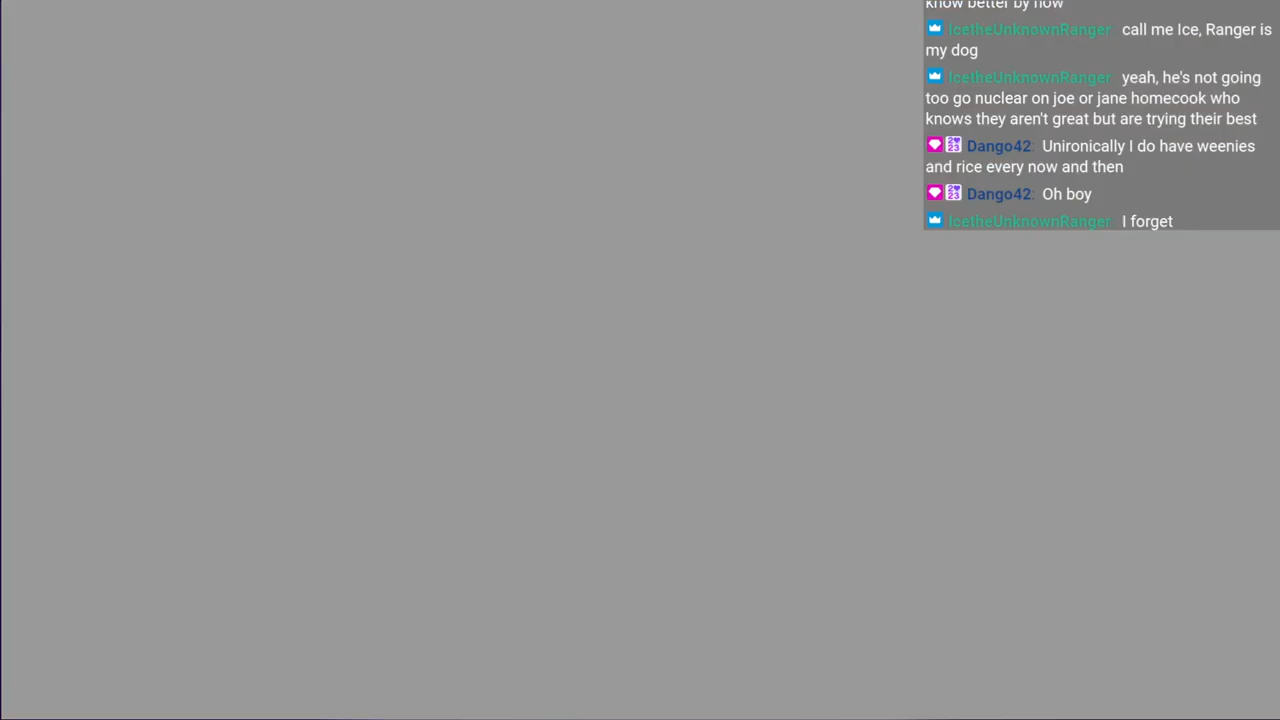 know better by now
IcetheUnknownRanger: call me Ice, Ranger is
my dog
IcetheUnknownRanger: yeah, he's not going
too go nuclear on joe or jane homecook who
knows they aren't great but are trying their best
Dango42: Unironically I do have weenies
and rice every now and then
Dango42: Oh boy
IcetheUnknownRanger: I forget